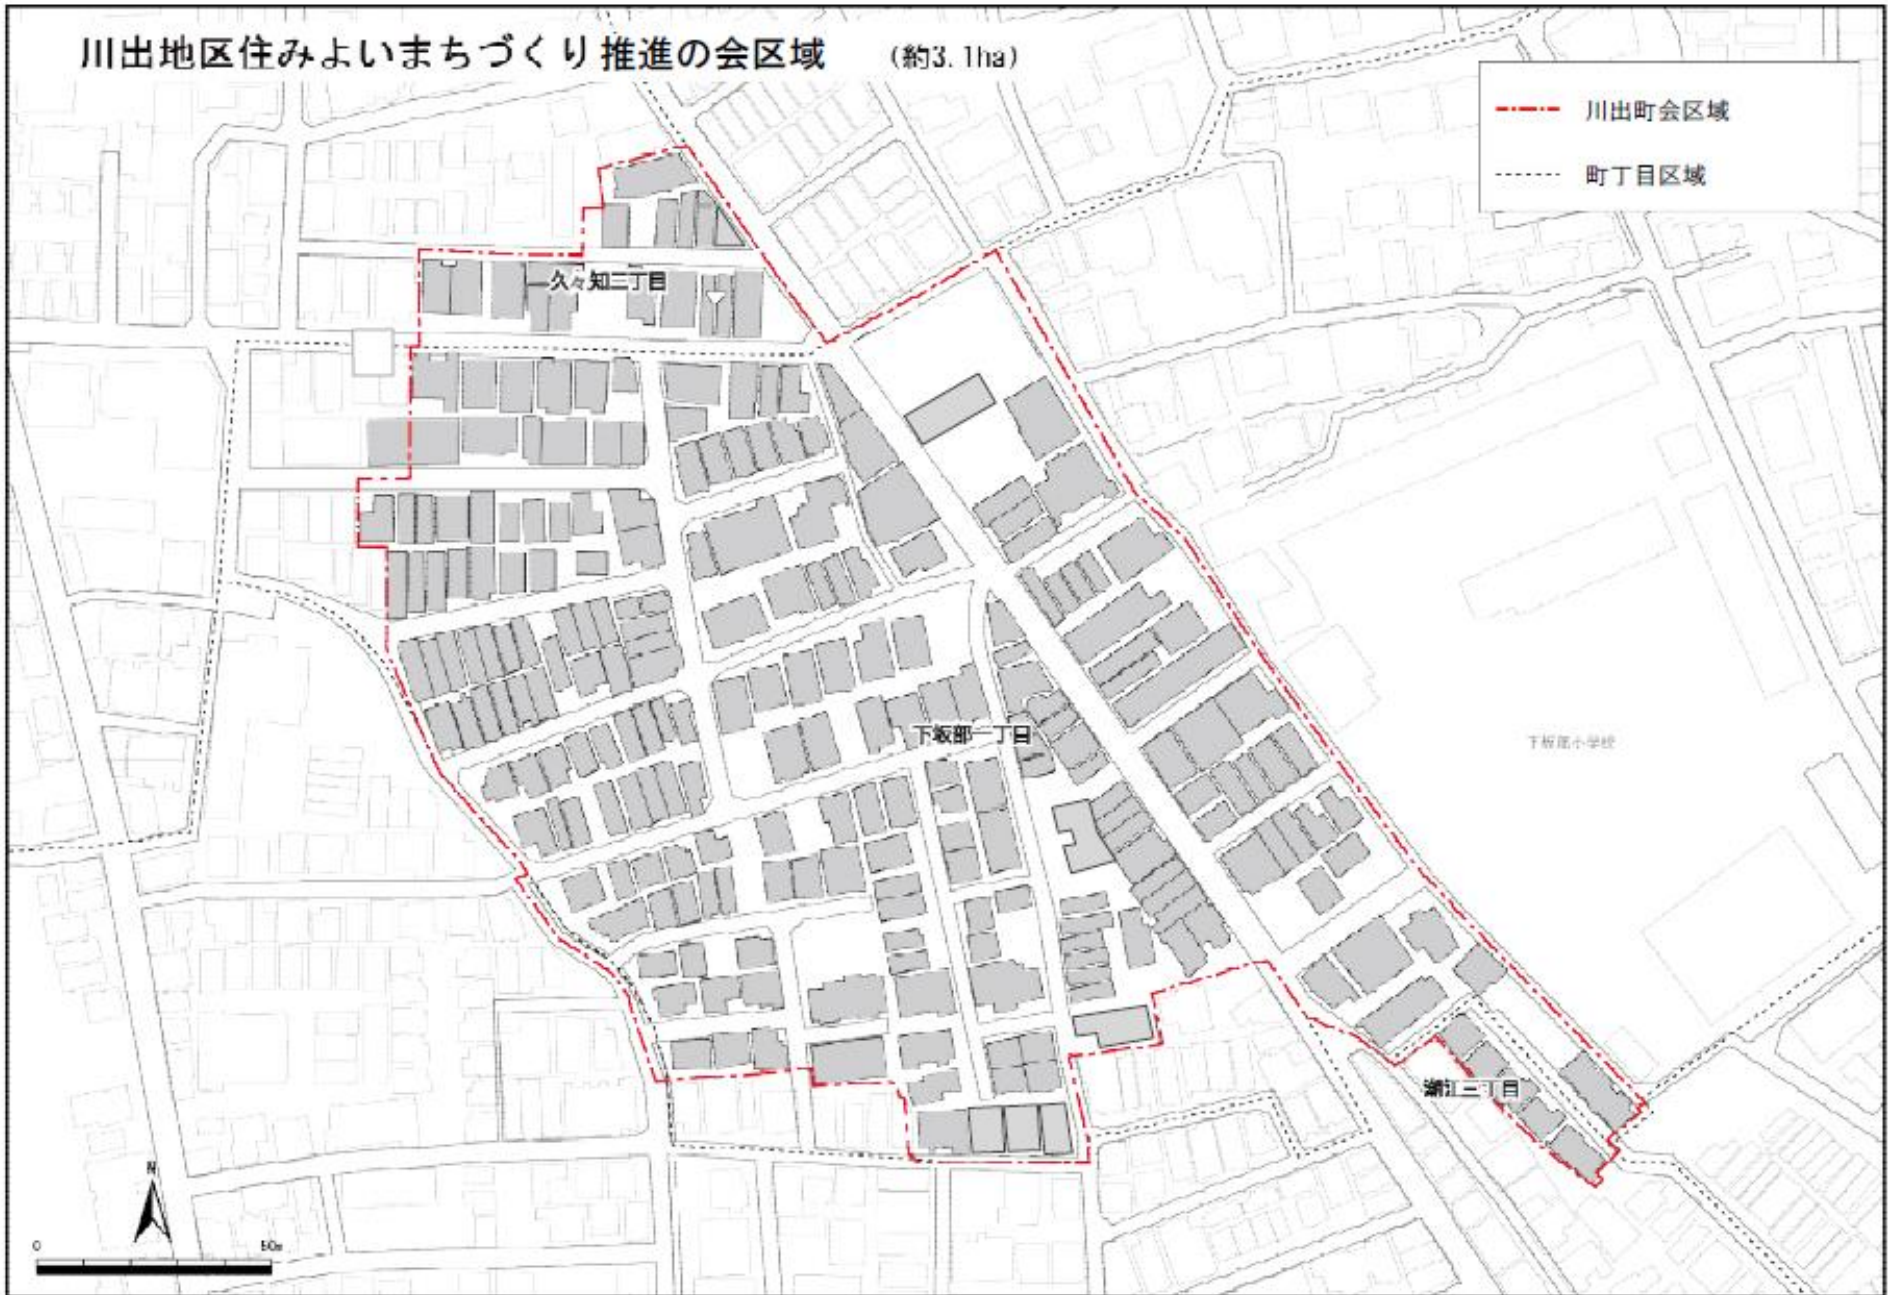 川出地区住みよいまちづくり推進の会区域 (約3.1ha)
川出町会区域
町丁目区域
久々知三丁目
下坂部一丁目
下坂部小学校
潮江三丁目
N
0 50m